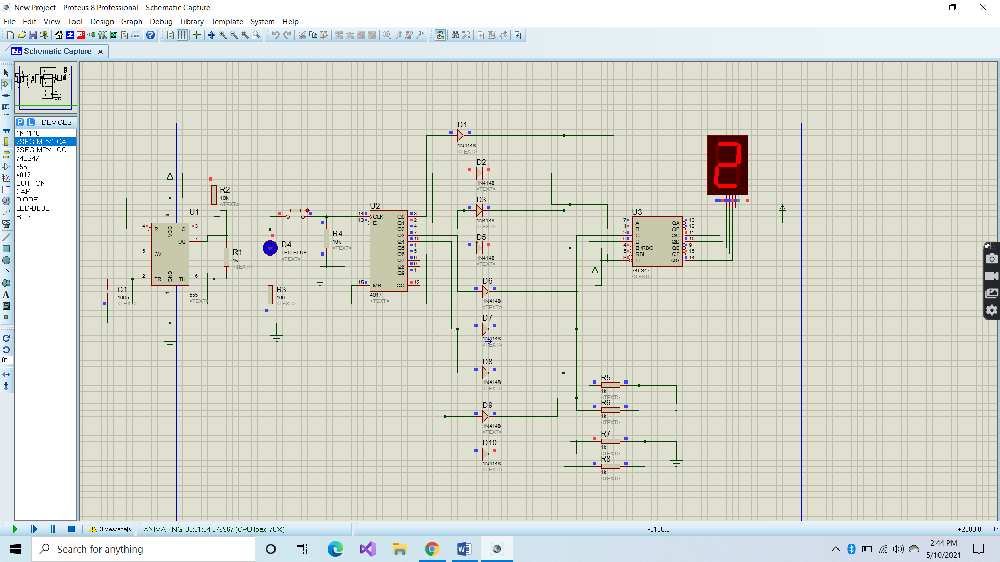 New Project - Proteus 8 Professional - Schematic Capture
File Edit View Tool Design Graph Debug Library Template System Help
Schematic Capture
P L DEVICES
1N4148
7SEG-MPX1-CA
7SEG-MPX1-CC
74LS47
555
4017
BUTTON
CAP
DIODE
LED-BLUE
RES
LBL
A
S
0°
D1
1N4148
<TEXT>
D2
1N4148
<TEXT>
D3
1N4148
<TEXT>
D5
1N4148
<TEXT>
D6
1N4148
<TEXT>
D7
1N4148
<TEXT>
D8
1N4148
<TEXT>
D9
1N4148
<TEXT>
D10
1N4148
<TEXT>
R2
10k
<TEXT>
U1
8
VCC
4 R Q 3
DC 7
5 CV
2 TR GND TH 6
1
555
<TEXT>
R1
1k
<TEXT>
C1
100n
<TEXT>
D4
LED-BLUE
<TEXT>
R3
100
<TEXT>
R4
10k
<TEXT>
U2
14 CLK Q0 3
13 E Q1 2
Q2 4
Q3 7
Q4 10
Q5 1
Q6 5
Q7 6
Q8 9
Q9 11
15 MR CO 12
4017
<TEXT>
U3
7 A QA 13
1 B QB 12
2 C QC 11
6 D QD 10
4 BI/RBO QE 9
5 RBI QF 15
3 LT QG 14
74LS47
<TEXT>
2
R5
1k
<TEXT>
R6
1k
<TEXT>
R7
1k
<TEXT>
R8
1k
<TEXT>
3 Message(s) ANIMATING: 00:01:04.076967 (CPU load 78%) -3100.0 +2000.0 th
Search for anything
2:44 PM
5/10/2021